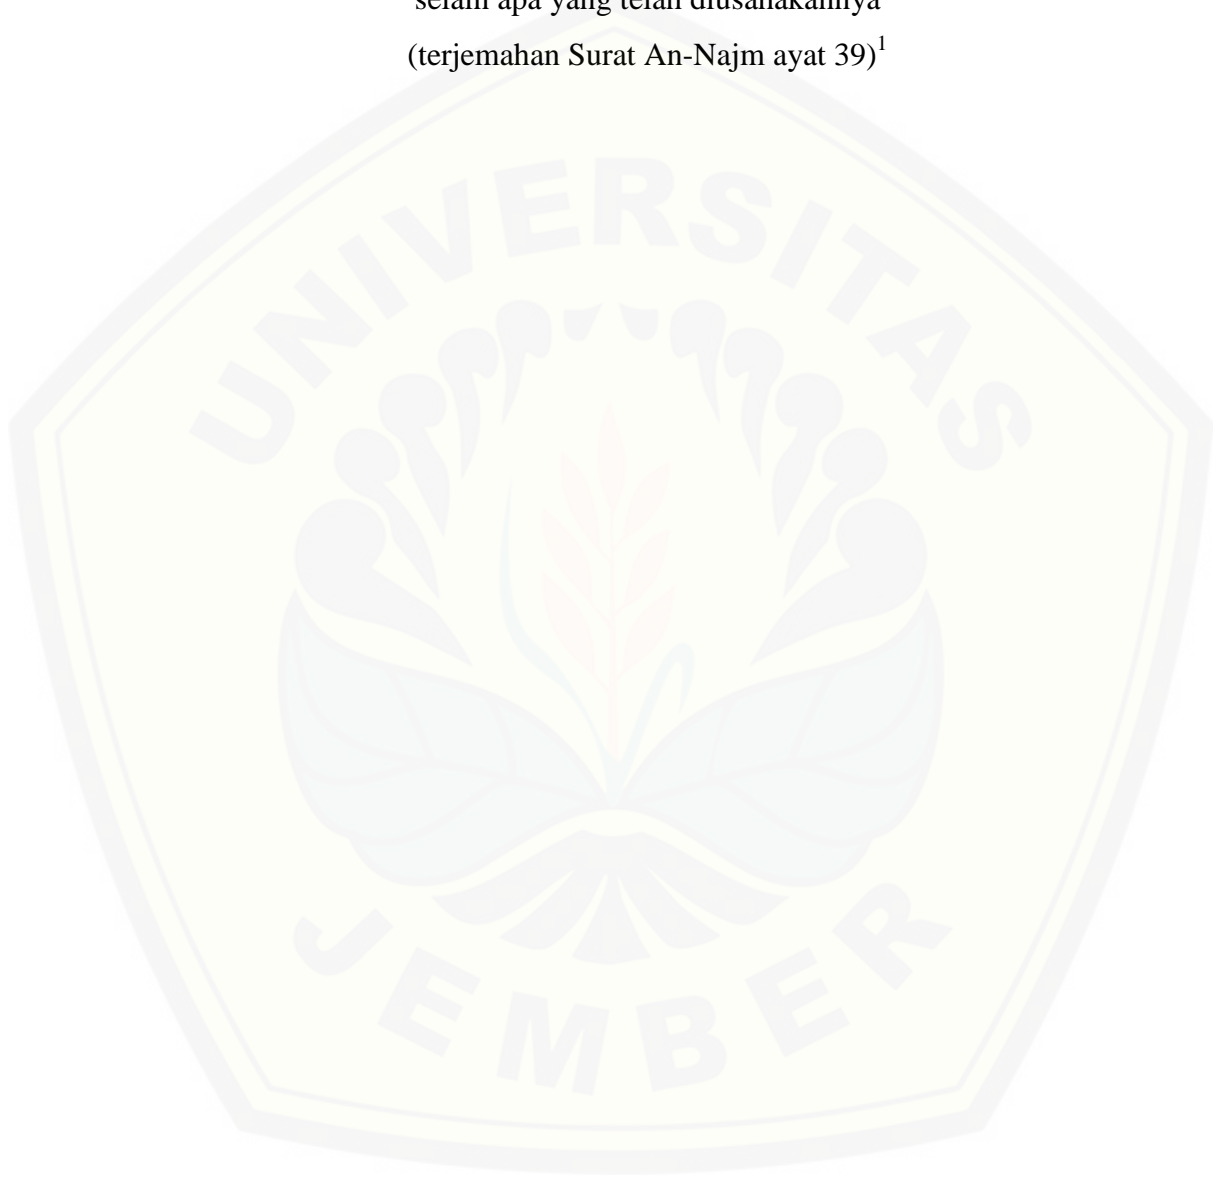 selain apa yang telah diusahakannya
(terjemahan Surat An-Najm ayat 39)¹
UNIVERSITAS
JEMBER